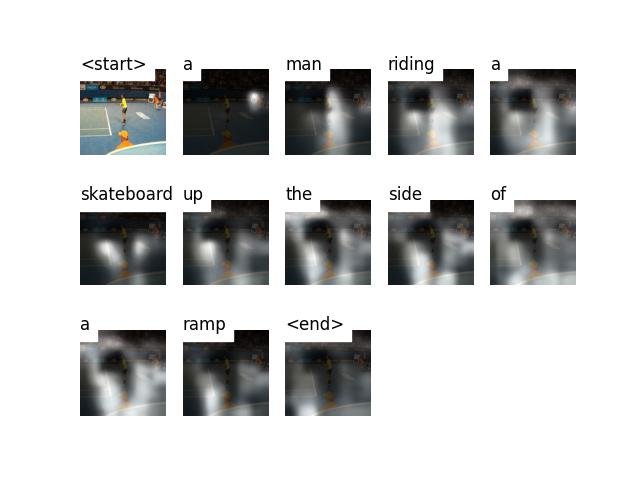 <start> a man riding a
skateboard up the side of
a ramp <end>